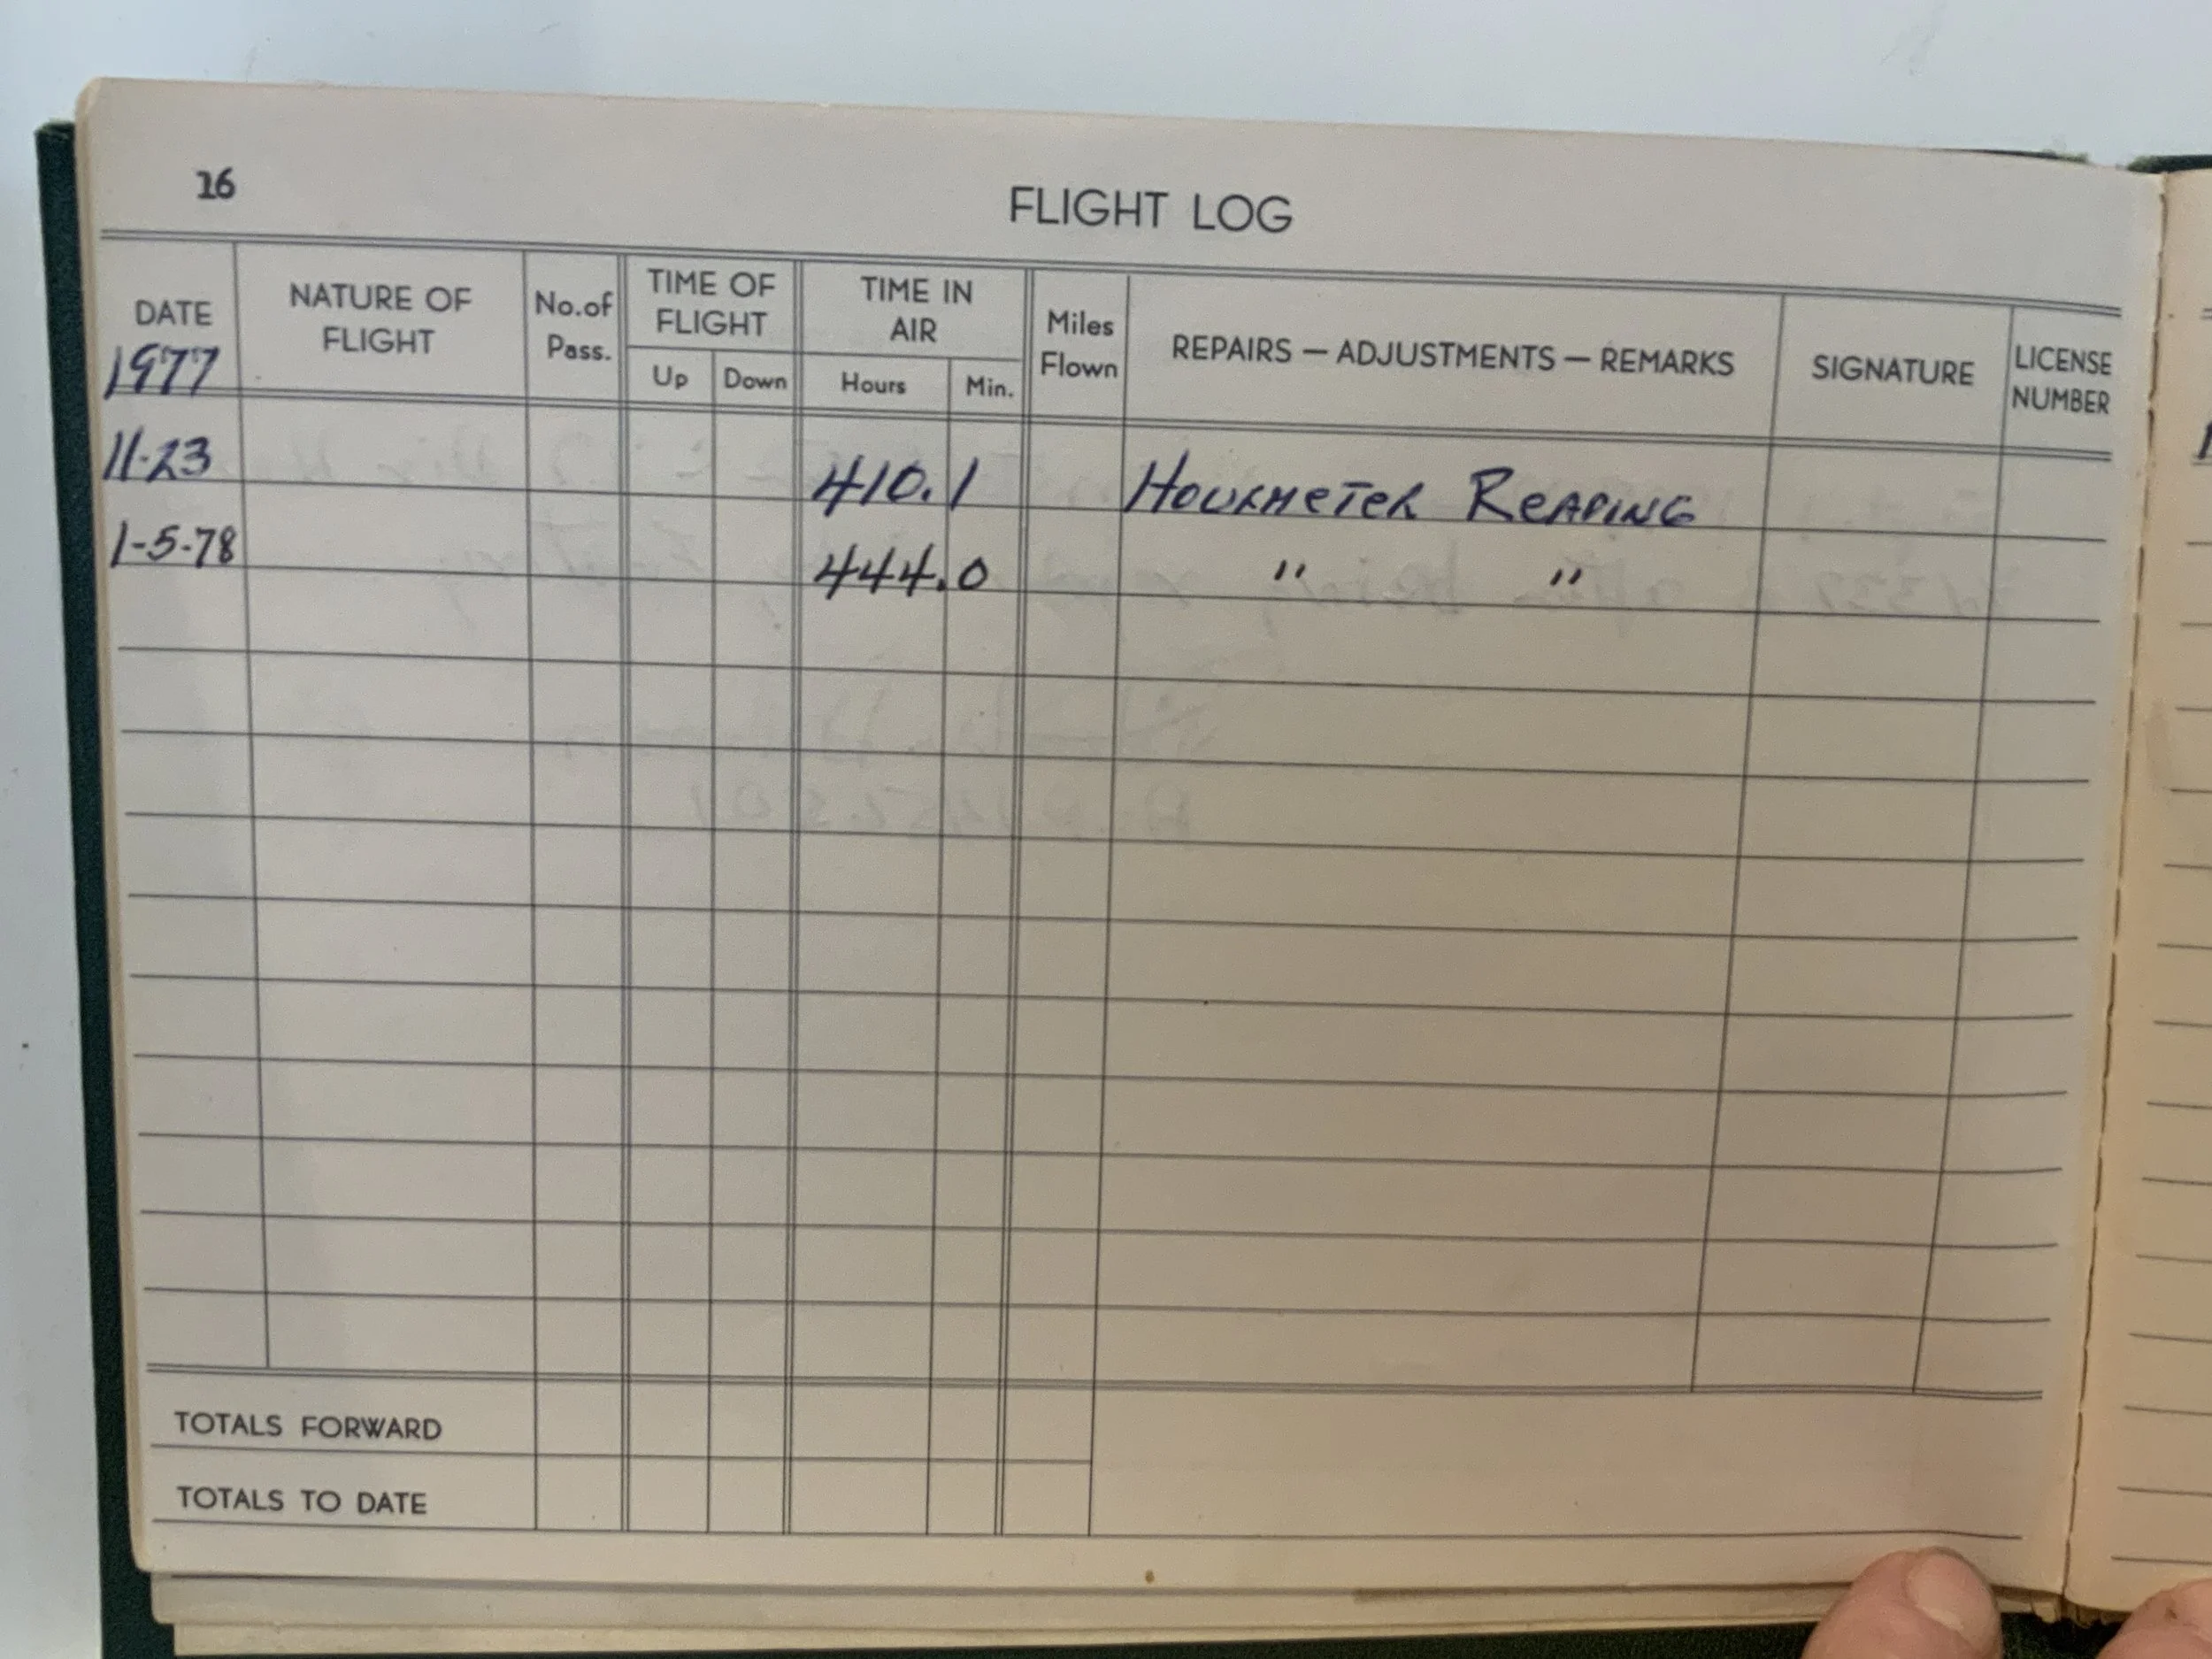 16
FLIGHT LOG
DATE
1977
NATURE OF
FLIGHT
No.of
Pass.
TIME OF
FLIGHT
Up Down
TIME IN
AIR
Hours Min.
Miles
Flown
REPAIRS — ADJUSTMENTS — REMARKS
SIGNATURE
LICENSE
NUMBER
11-23 410.1 HOURMETER READING
1-5-78 444.0 " "
TOTALS FORWARD
TOTALS TO DATE